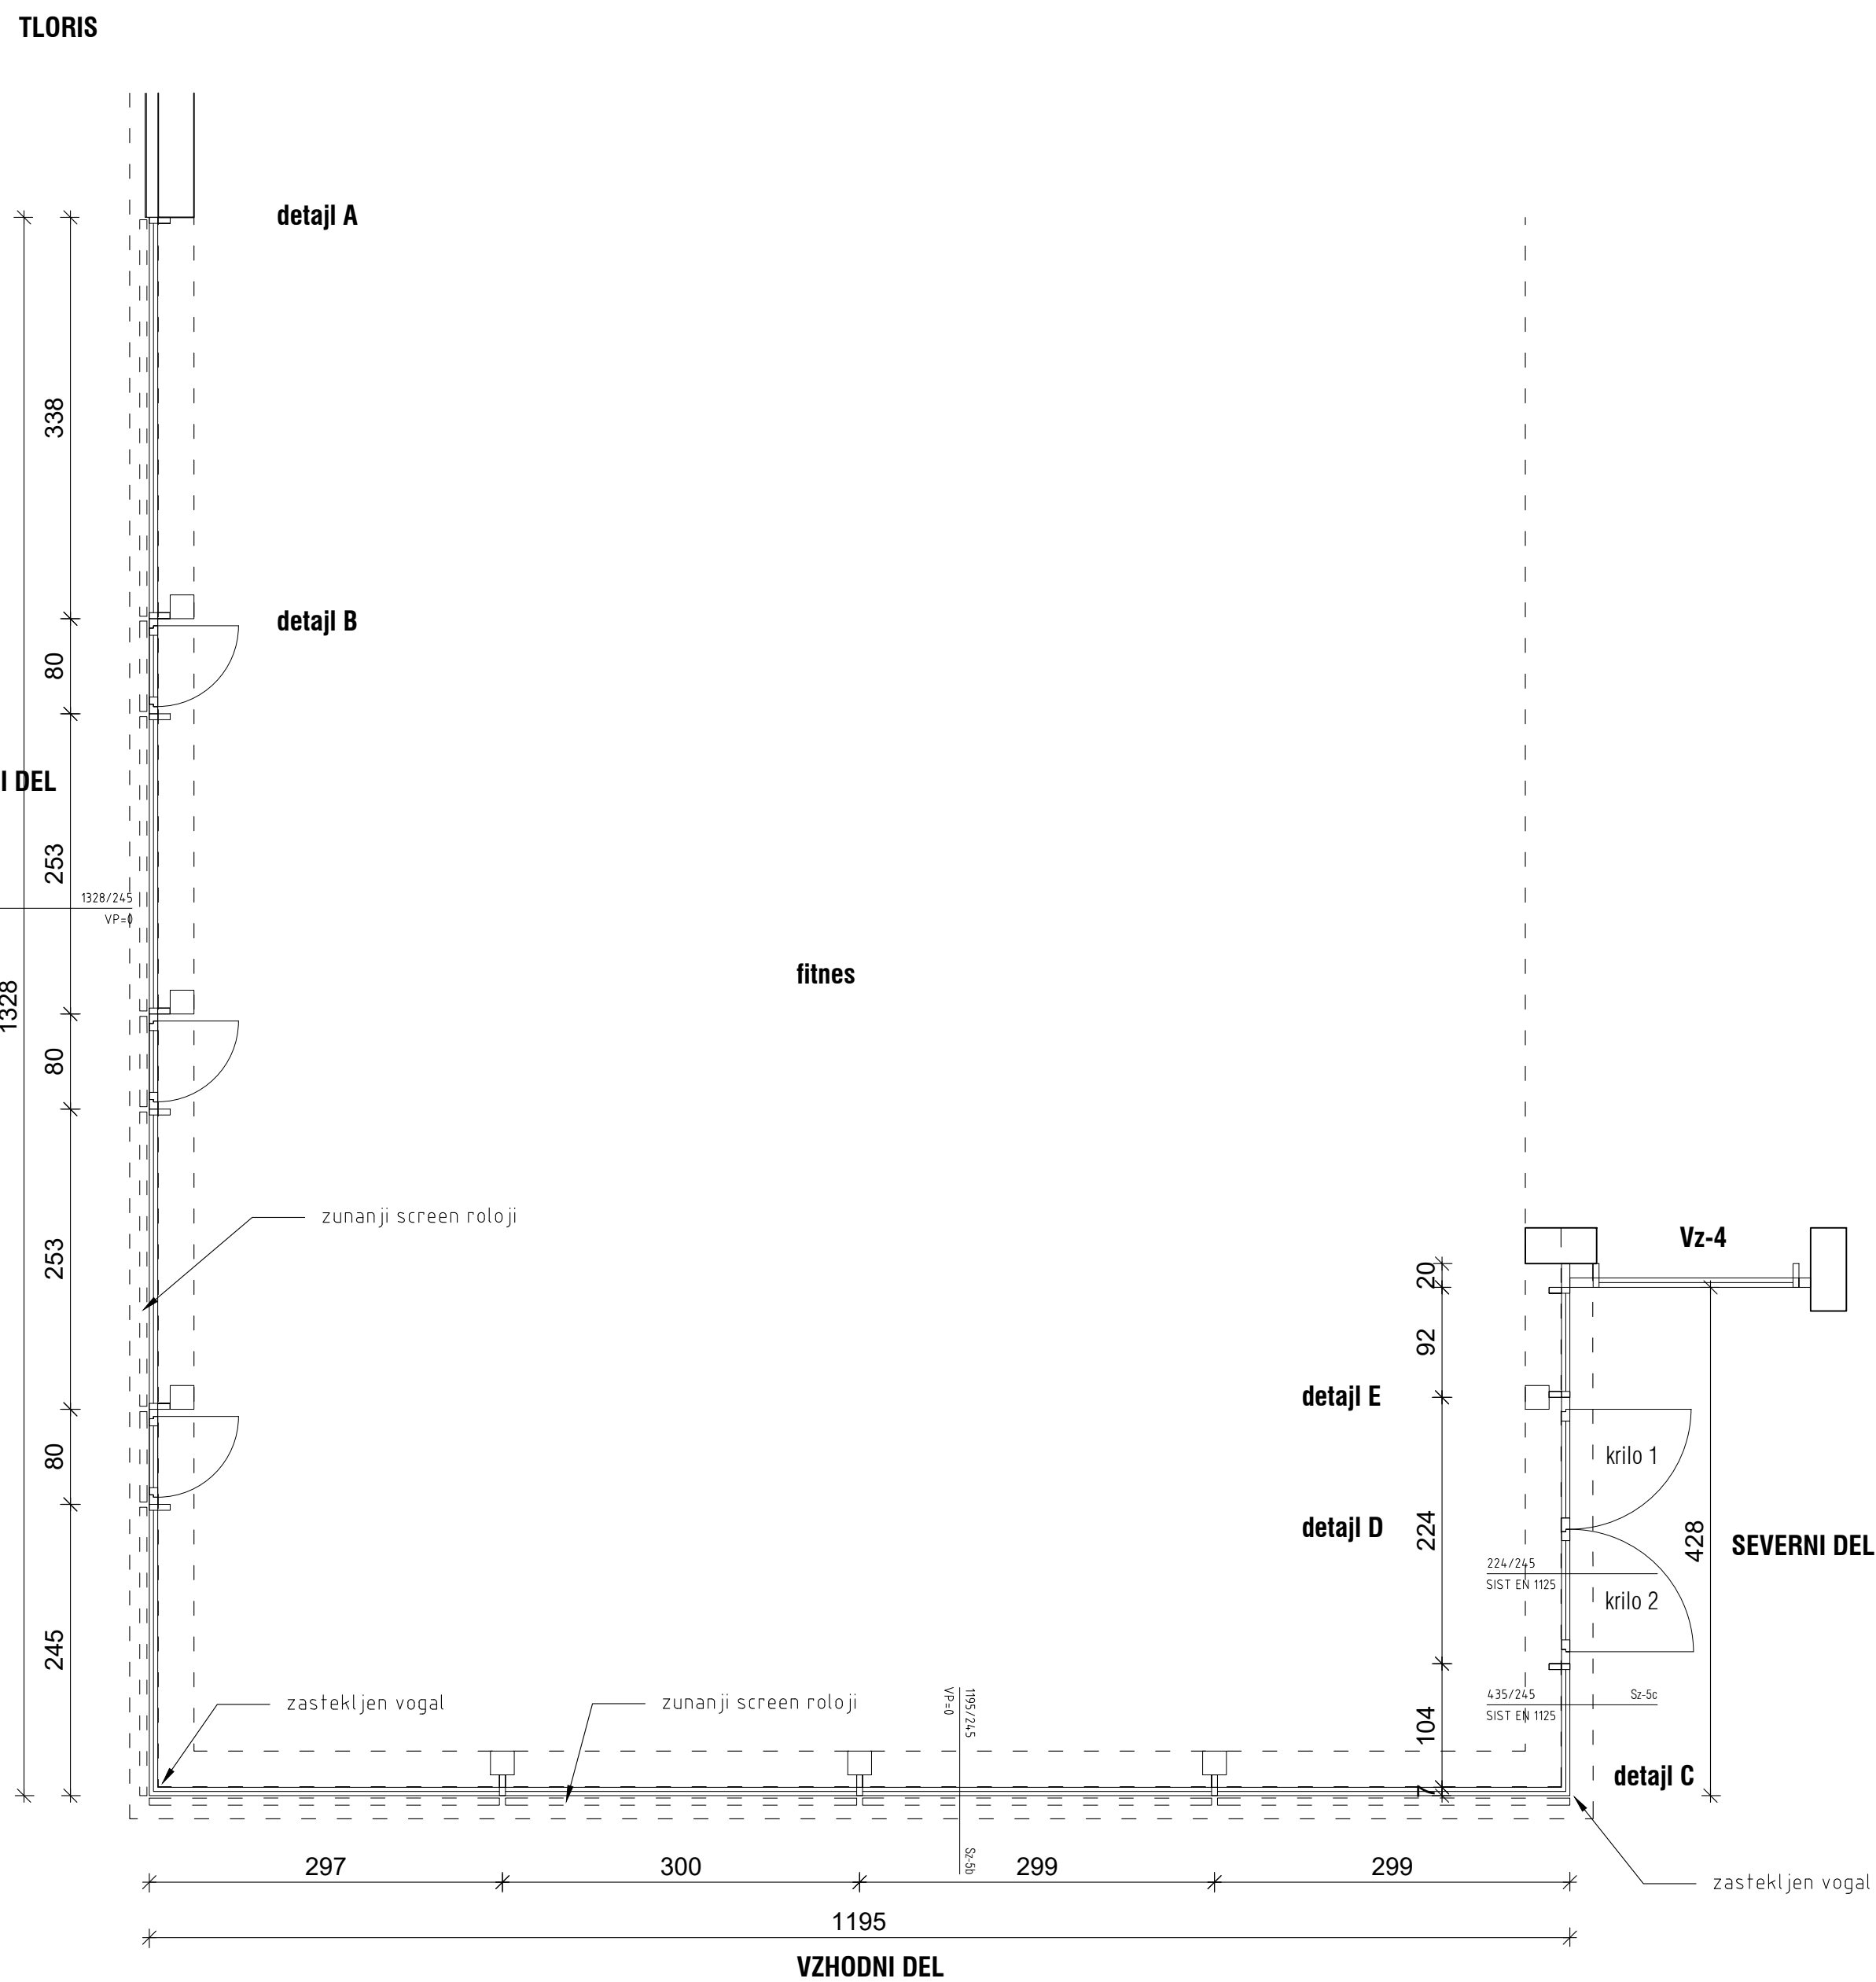 TLORIS
detajl A
338
detajl B
80
I DEL
253
1328/245
VP=0
1328
fitnes
80
zunanji screen roloji
253
Vz-4
20
92
detajl E
80
krilo 1
detajl D
224
428
SEVERNI DEL
224/245
SIST EN 1125
krilo 2
245
zastekljen vogal
zunanji screen roloji
1195/245
VP=0
Sz-5b
435/245
Sz-5c
SIST EN 1125
104
detajl C
7
297
300
299
299
zastekljen vogal
1195
VZHODNI DEL